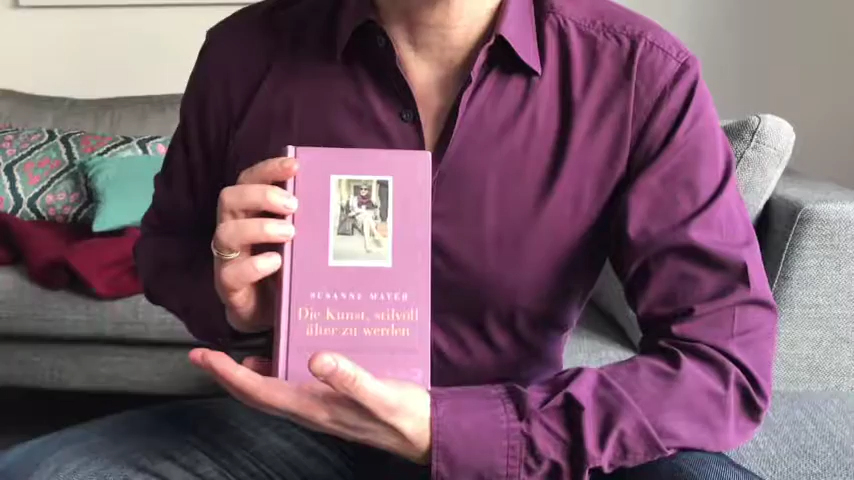 SUSANNE MAYER
Die Kunst, stilvoll
älter zu werden